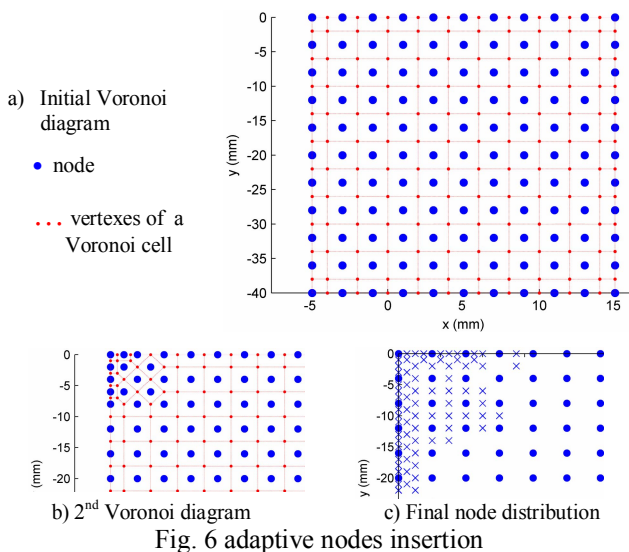 a) Initial Voronoi
diagram
node
vertexes of a
Voronoi cell
0
-5
-10
-15
-20
-25
-30
-35
-40
y (mm)
-5 0 5 10 15
x (mm)
0
-5
-10
-15
-20
(mm)
0
-5
-10
-15
-20
y (mm)
b) 2nd Voronoi diagram
c) Final node distribution
Fig. 6 adaptive nodes insertion